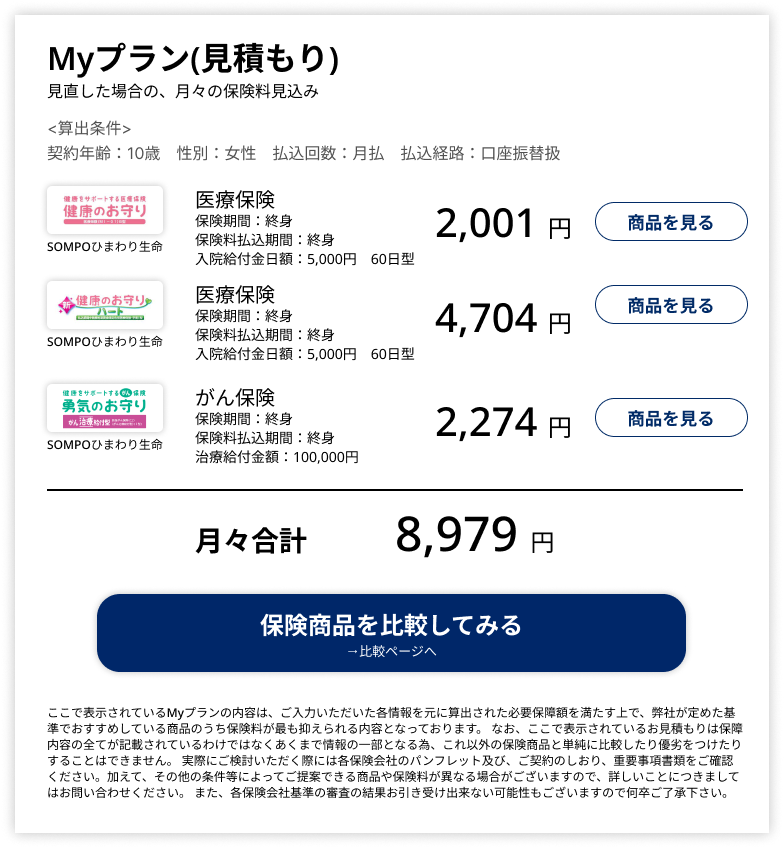 Myプラン(見積もり)
見直した場合の、月々の保険料見込み
<算出条件>
契約年齢：10歳　性別：女性　払込回数：月払　払込経路：口座振替扱
健康をサポートする医療保険
健康のお守り
SOMPOひまわり生命
医療保険
保険期間：終身
保険料払込期間：終身
入院給付金日額：5,000円　60日型
2,001 円
商品を見る
新 健康のお守り
ハート
SOMPOひまわり生命
医療保険
保険期間：終身
保険料払込期間：終身
入院給付金日額：5,000円　60日型
4,704 円
商品を見る
健康をサポートするがん保険
勇気のお守り
がん治療給付型
SOMPOひまわり生命
がん保険
保険期間：終身
保険料払込期間：終身
治療給付金額：100,000円
2,274 円
商品を見る
月々合計 8,979 円
保険商品を比較してみる
→比較ページへ
ここで表示されているMyプランの内容は、ご入力いただいた各情報を元に算出された必要保障額を満たす上で、弊社が定めた基
準でおすすめしている商品のうち保険料が最も抑えられる内容となっております。 なお、ここで表示されているお見積もりは保障
内容の全てが記載されているわけではなくあくまで情報の一部となる為、これ以外の保険商品と単純に比較したり優劣をつけたり
することはできません。 実際にご検討いただく際には各保険会社のパンフレット及び、ご契約のしおり、重要事項書類をご確認
ください。加えて、その他の条件等によってご提案できる商品や保険料が異なる場合がございますので、詳しいことにつきまして
はお問い合わせください。 また、各保険会社基準の審査の結果お引き受け出来ない可能性もございますので何卒ご了承下さい。